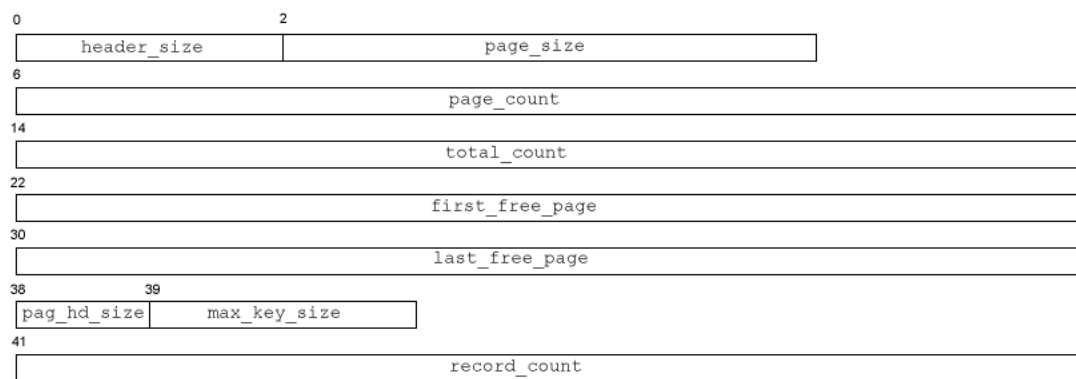 0 2
header_size page_size
6
page_count
14
total_count
22
first_free_page
30
last_free_page
38 39
pag_hd_size max_key_size
41
record_count